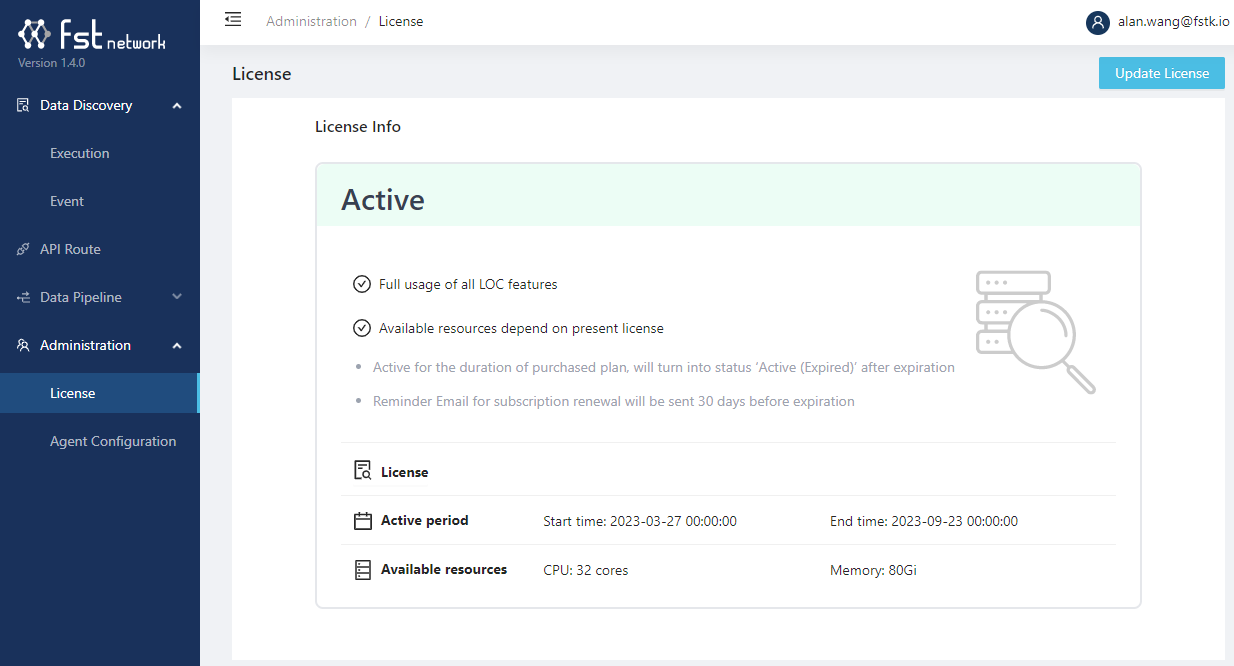 fst network
Version 1.4.0
Data Discovery
Execution
Event
API Route
Data Pipeline
Administration
License
Agent Configuration
Administration / License
alan.wang@fstk.io
License
Update License
License Info
Active
Full usage of all LOC features
Available resources depend on present license
Active for the duration of purchased plan, will turn into status ‘Active (Expired)’ after expiration
Reminder Email for subscription renewal will be sent 30 days before expiration
License
Active period Start time: 2023-03-27 00:00:00 End time: 2023-09-23 00:00:00
Available resources CPU: 32 cores Memory: 80Gi